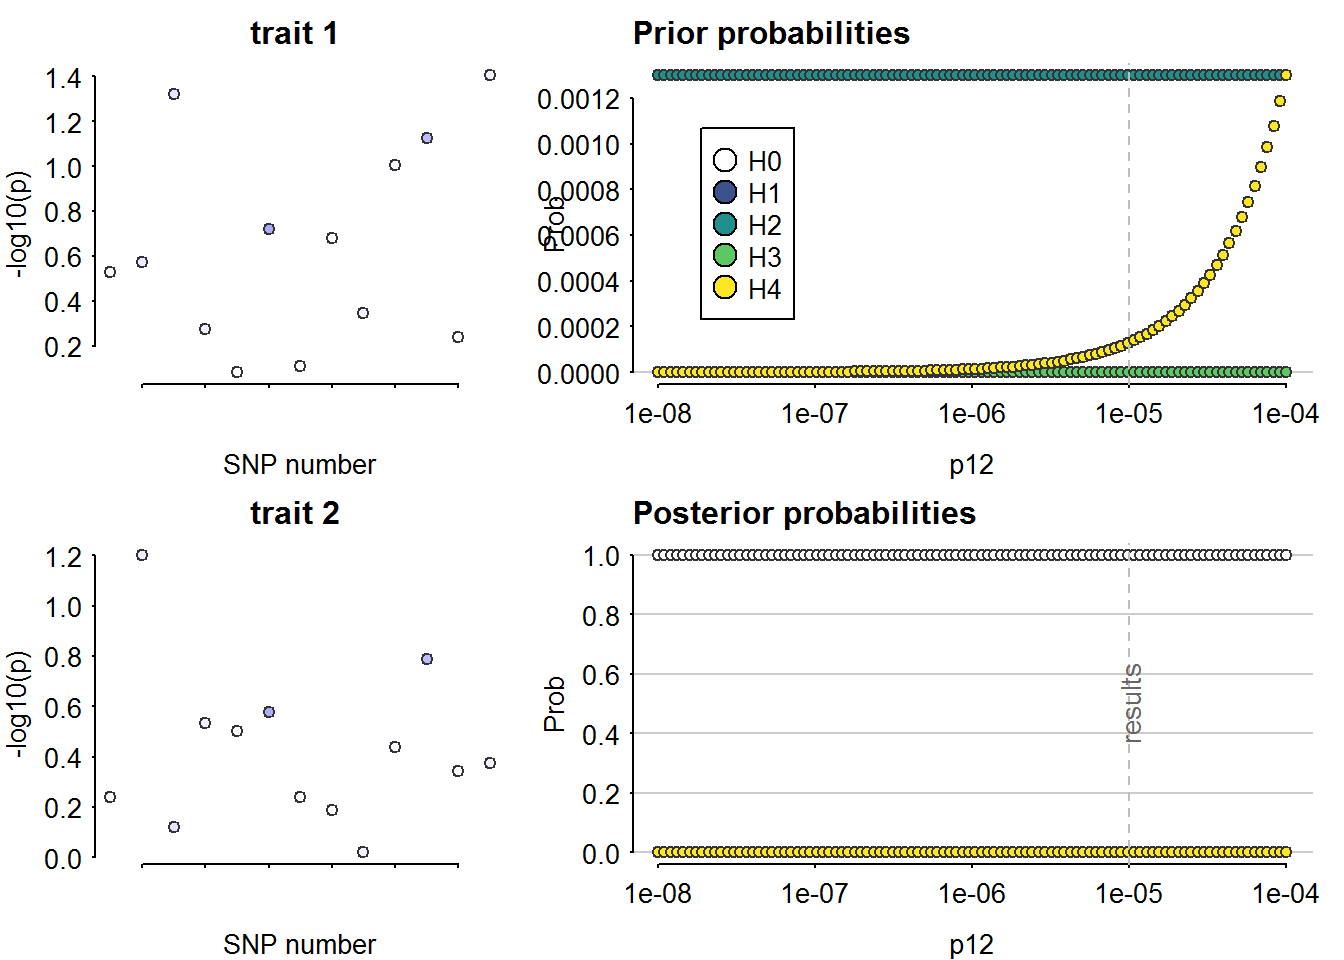 trait 1
-log10(p)
1.4
1.2
1.0
0.8
0.6
0.4
0.2
SNP number
Prior probabilities
Prob
0.0012
0.0010
0.0008
0.0006
0.0004
0.0002
0.0000
H0
H1
H2
H3
H4
1e-08 1e-07 1e-06 1e-05 1e-04
p12
trait 2
-log10(p)
1.2
1.0
0.8
0.6
0.4
0.2
0.0
SNP number
Posterior probabilities
Prob
1.0
0.8
0.6
0.4
0.2
0.0
results
1e-08 1e-07 1e-06 1e-05 1e-04
p12